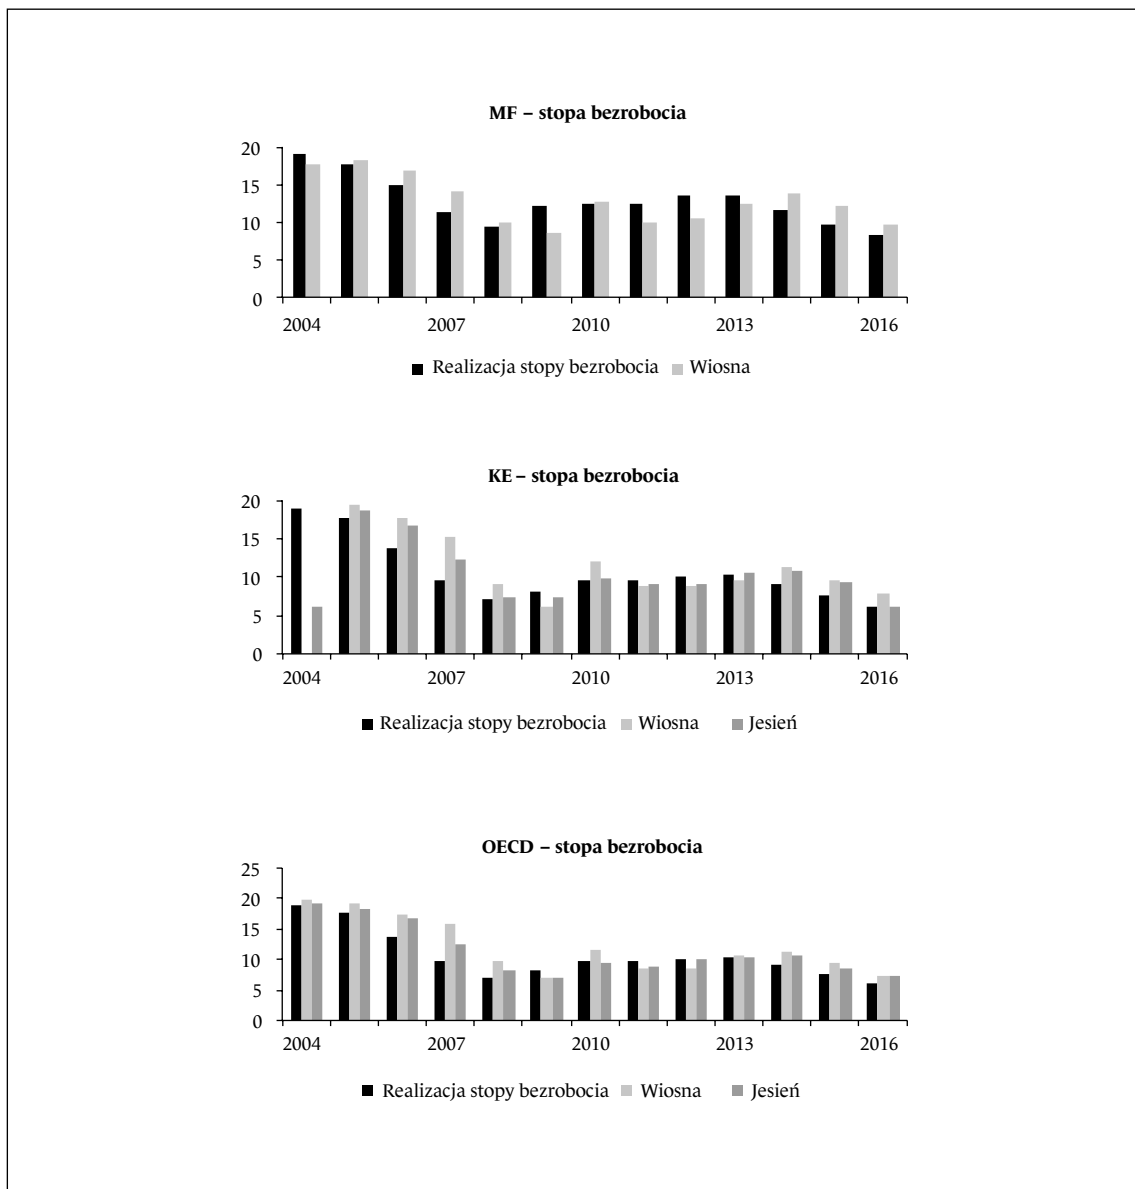 MF – stopa bezrobocia
20
15
10
5
0
2004 2007 2010 2013 2016
Realizacja stopy bezrobocia Wiosna
KE – stopa bezrobocia
20
15
10
5
0
2004 2007 2010 2013 2016
Realizacja stopy bezrobocia Wiosna Jesień
OECD – stopa bezrobocia
25
20
15
10
5
0
2004 2007 2010 2013 2016
Realizacja stopy bezrobocia Wiosna Jesień